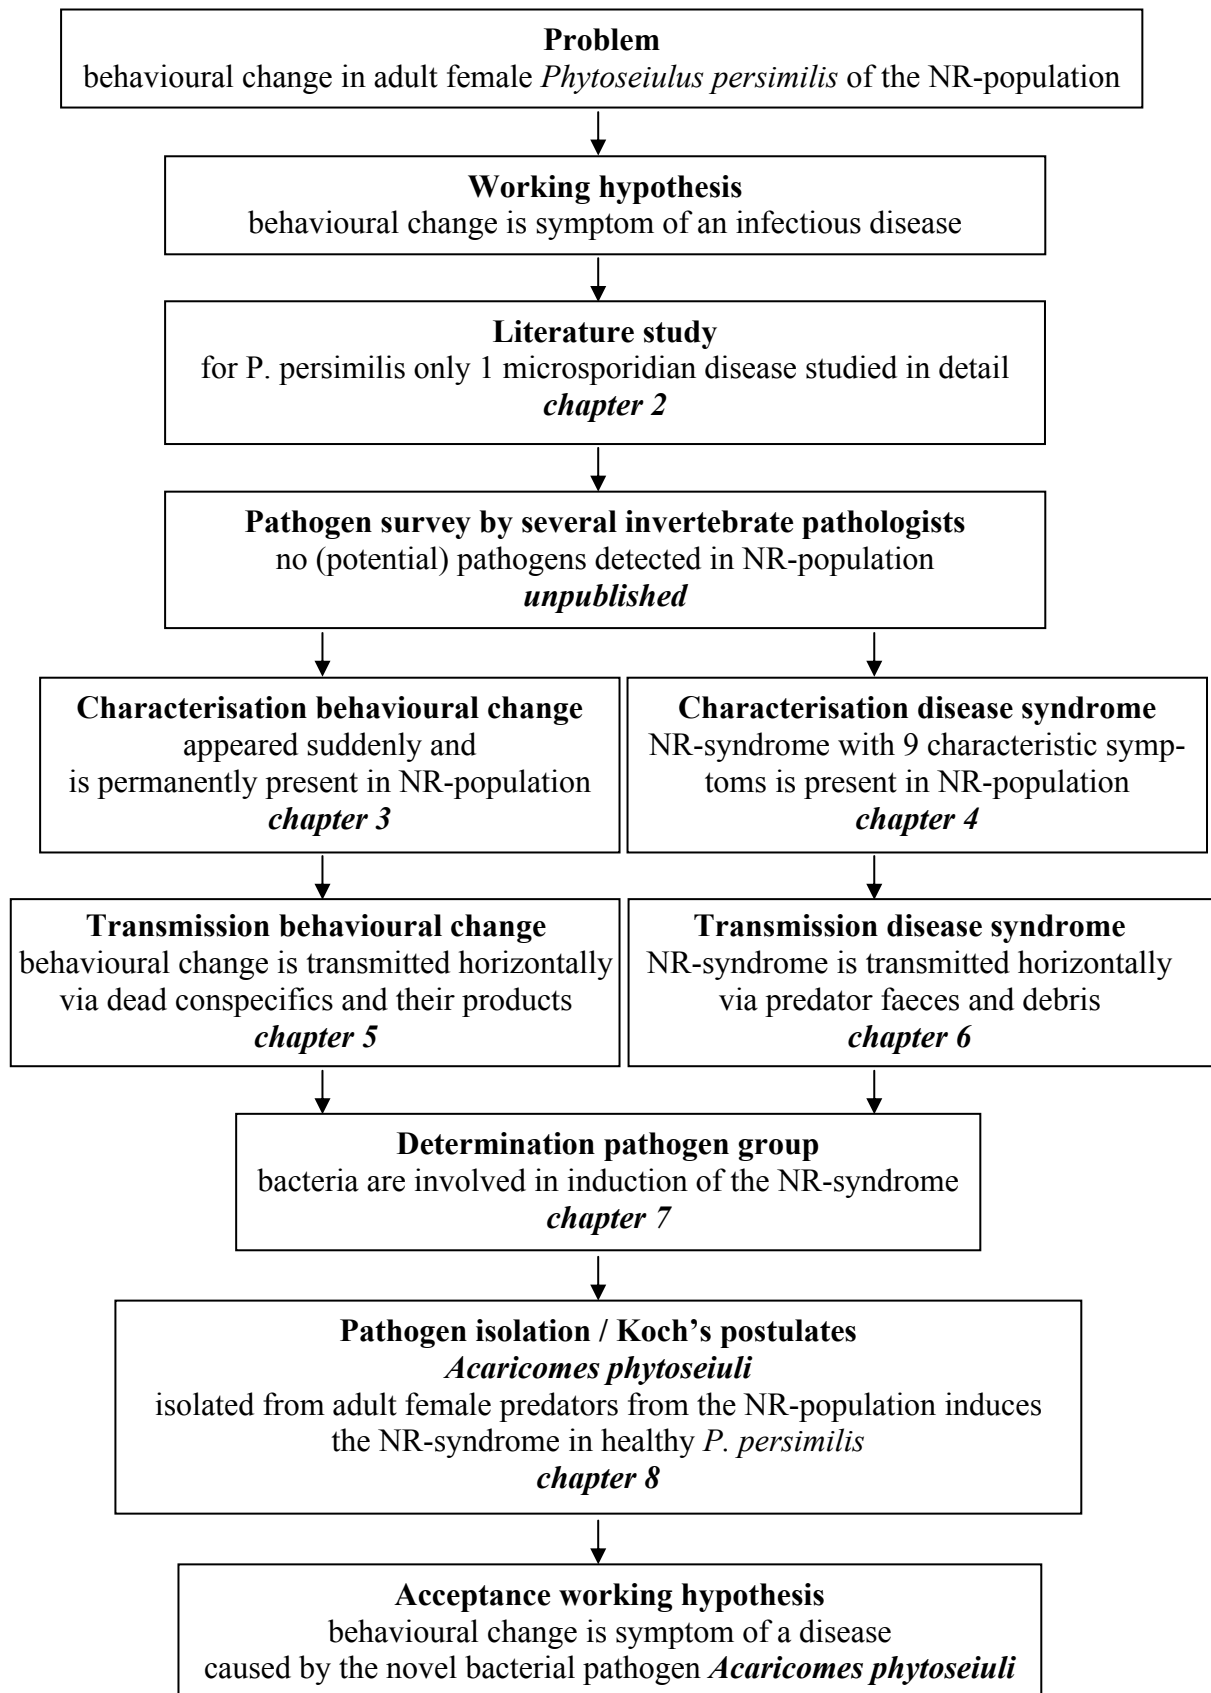 Problem
behavioural change in adult female Phytoseiulus persimilis of the NR-population
Working hypothesis
behavioural change is symptom of an infectious disease
Literature study
for P. persimilis only 1 microsporidian disease studied in detail
chapter 2
Pathogen survey by several invertebrate pathologists
no (potential) pathogens detected in NR-population
unpublished
Characterisation behavioural change
appeared suddenly and
is permanently present in NR-population
chapter 3
Characterisation disease syndrome
NR-syndrome with 9 characteristic symp-
toms is present in NR-population
chapter 4
Transmission behavioural change
behavioural change is transmitted horizontally
via dead conspecifics and their products
chapter 5
Transmission disease syndrome
NR-syndrome is transmitted horizontally
via predator faeces and debris
chapter 6
Determination pathogen group
bacteria are involved in induction of the NR-syndrome
chapter 7
Pathogen isolation / Koch’s postulates
Acaricomes phytoseiuli
isolated from adult female predators from the NR-population induces
the NR-syndrome in healthy P. persimilis
chapter 8
Acceptance working hypothesis
behavioural change is symptom of a disease
caused by the novel bacterial pathogen Acaricomes phytoseiuli